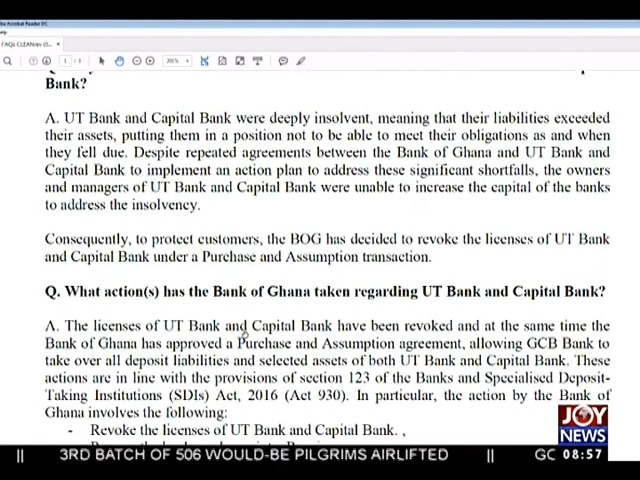 be Acrobat Reader DC
Help
FAQs CLEANrev (0...
1 / 3
200%
Bank?
A. UT Bank and Capital Bank were deeply insolvent, meaning that their liabilities exceeded
their assets, putting them in a position not to be able to meet their obligations as and when
they fell due. Despite repeated agreements between the Bank of Ghana and UT Bank and
Capital Bank to implement an action plan to address these significant shortfalls, the owners
and managers of UT Bank and Capital Bank were unable to increase the capital of the banks
to address the insolvency.
Consequently, to protect customers, the BOG has decided to revoke the licenses of UT Bank
and Capital Bank under a Purchase and Assumption transaction.
Q. What action(s) has the Bank of Ghana taken regarding UT Bank and Capital Bank?
A. The licenses of UT Bank and Capital Bank have been revoked and at the same time the
Bank of Ghana has approved a Purchase and Assumption agreement, allowing GCB Bank to
take over all deposit liabilities and selected assets of both UT Bank and Capital Bank. These
actions are in line with the provisions of section 123 of the Banks and Specialised Deposit-
Taking Institutions (SDIs) Act, 2016 (Act 930). In particular, the action by the Bank of
Ghana involves the following:
- Revoke the licenses of UT Bank and Capital Bank. ,
JOY
NEWS
|| 3RD BATCH OF 506 WOULD-BE PILGRIMS AIRLIFTED || GC 08:57